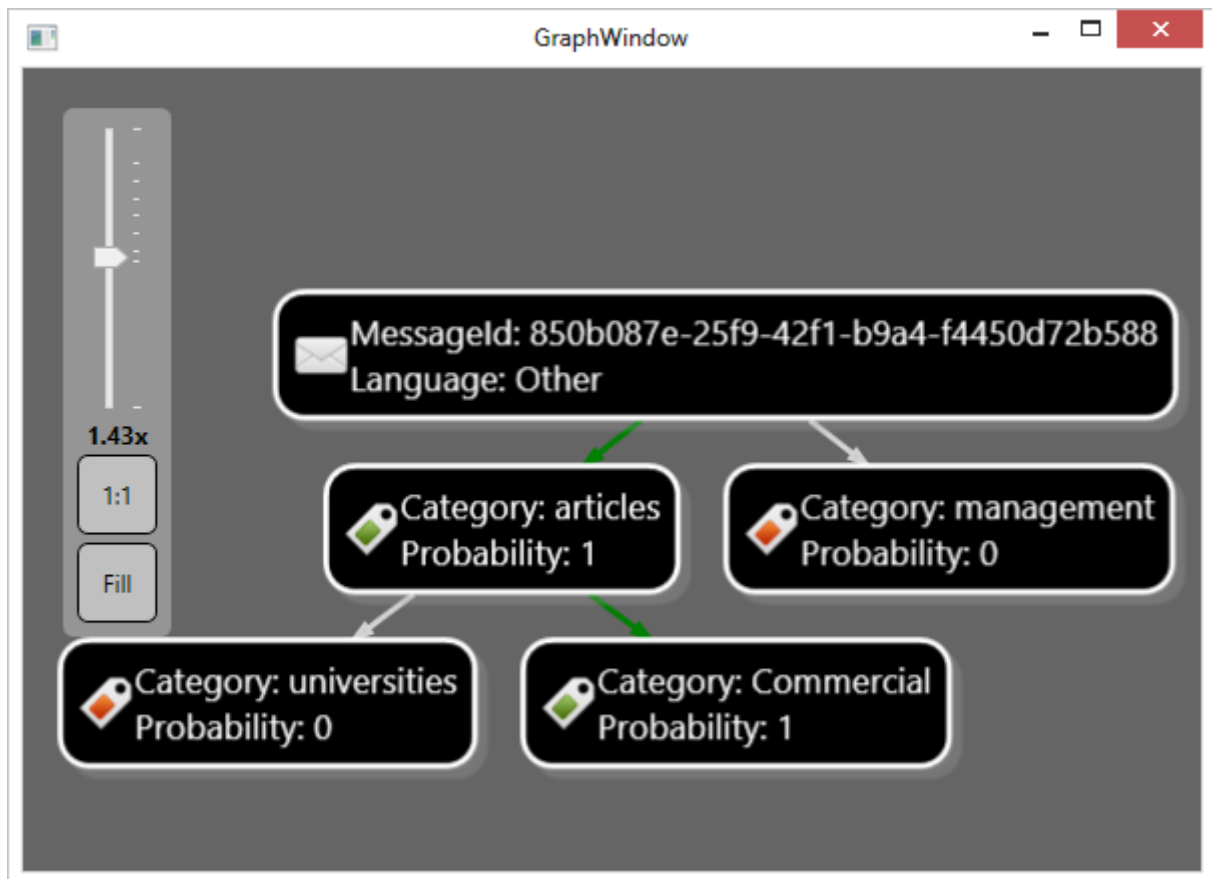 GraphWindow
1.43x
1:1
Fill
MessageId: 850b087e-25f9-42f1-b9a4-f4450d72b588
Language: Other
Category: articles
Probability: 1
Category: management
Probability: 0
Category: universities
Probability: 0
Category: Commercial
Probability: 1